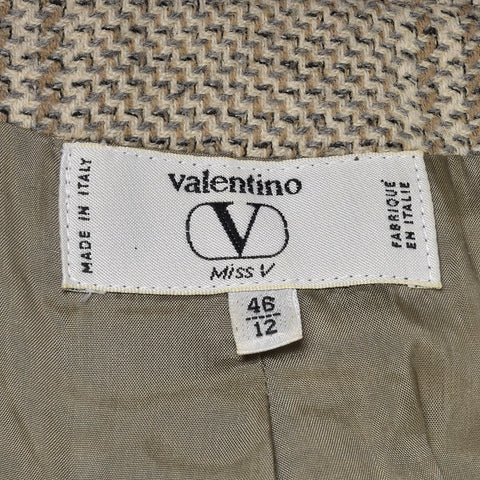 MADE IN ITALY
valentino
V
Miss V
FABRIQUÉ
EN ITALIE
46
12